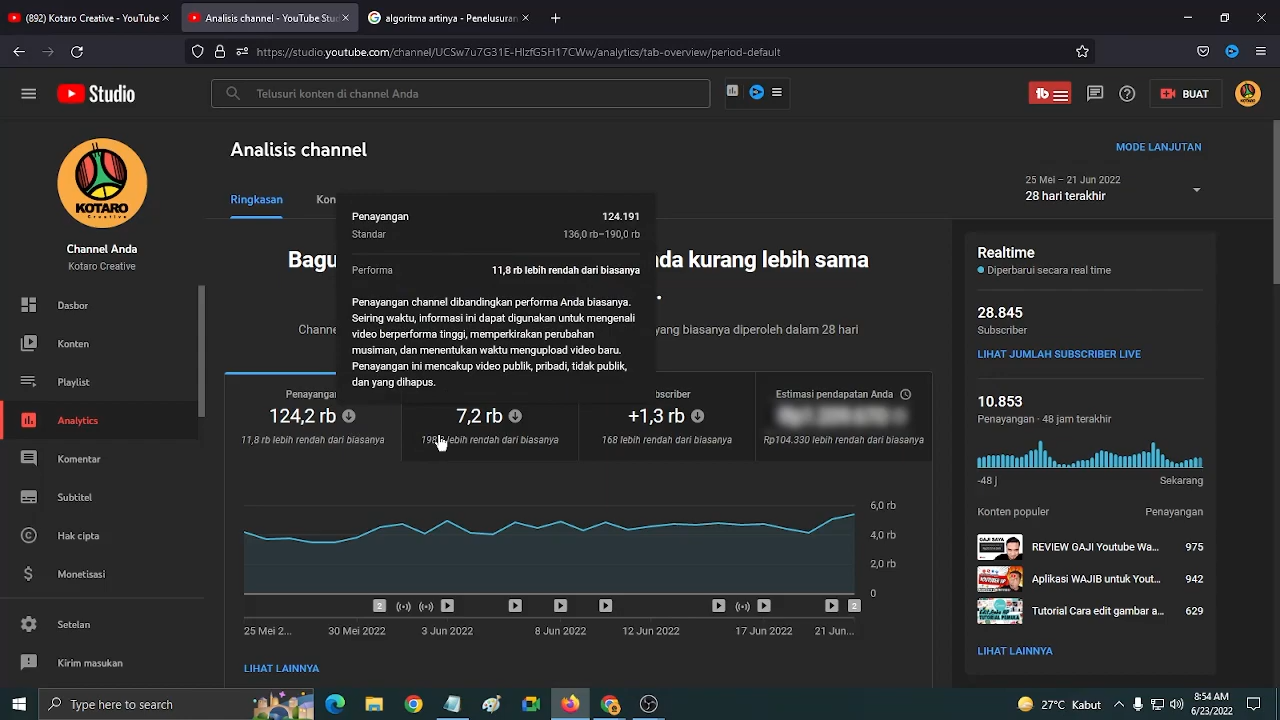 (892) Kotaro Creative - YouTube
Analisis channel - YouTube Stud
algoritma artinya - Penelusuran
https://studio.youtube.com/channel/UCSw7u7G31E-HIzfG5H17CWw/analytics/tab-overview/period-default
Studio
Telusuri konten di channel Anda
BUAT
KOTARO
Creative
Channel Anda
Kotaro Creative
Dasbor
Konten
Playlist
Analytics
Komentar
Subtitel
Hak cipta
Monetisasi
Setelan
Kirim masukan
Analisis channel
MODE LANJUTAN
25 Mei – 21 Jun 2022
28 hari terakhir
Ringkasan
Kon
Bagu
nda kurang lebih sama
Channe
yang biasanya diperoleh dalam 28 hari
Penayangan 124.191
Standar 136,0 rb–190,0 rb
Performa 11,8 rb lebih rendah dari biasanya
Penayangan channel dibandingkan performa Anda biasanya.
Seiring waktu, informasi ini dapat digunakan untuk mengenali
video berperforma tinggi, memperkirakan perubahan
musiman, dan menentukan waktu mengupload video baru.
Penayangan ini mencakup video publik, pribadi, tidak publik,
dan yang dihapus.
Penayangan
124,2 rb
11,8 rb lebih rendah dari biasanya
7,2 rb
198 lebih rendah dari biasanya
bscriber
+1,3 rb
168 lebih rendah dari biasanya
Estimasi pendapatan Anda
Rp104.330 lebih rendah dari biasanya
6,0 rb
4,0 rb
2,0 rb
0
2
2
25 Mei 2...
30 Mei 2022
3 Jun 2022
8 Jun 2022
12 Jun 2022
17 Jun 2022
21 Jun...
LIHAT LAINNYA
Realtime
Diperbarui secara real time
28.845
Subscriber
LIHAT JUMLAH SUBSCRIBER LIVE
10.853
Penayangan · 48 jam terakhir
-48 j
Sekarang
Konten populer
Penayangan
REVIEW GAJI Youtube Wa... 975
Aplikasi WAJIB untuk Yout... 942
Tutorial Cara edit gambar a... 629
LIHAT LAINNYA
Type here to search
27°C Kabut
8:54 AM
6/23/2022